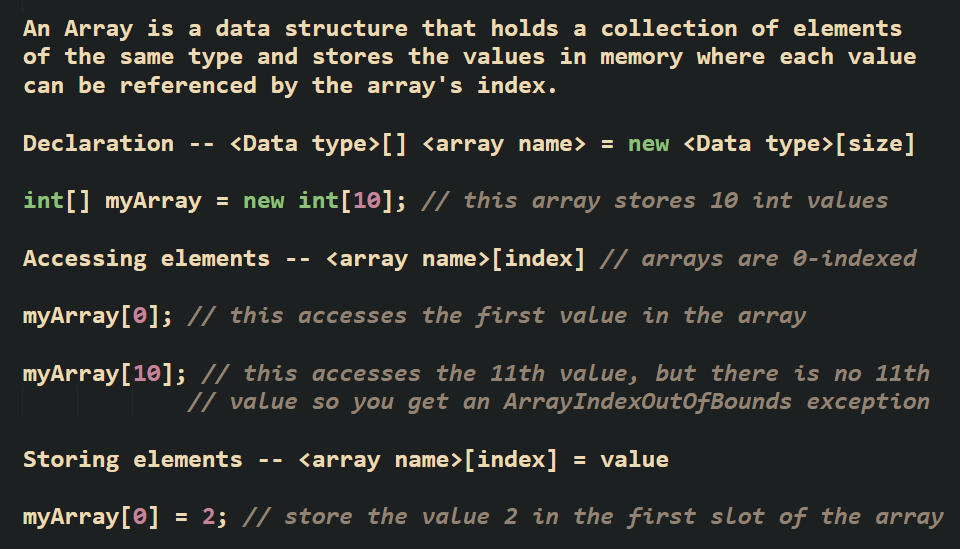 An Array is a data structure that holds a collection of elements
of the same type and stores the values in memory where each value
can be referenced by the array's index.
Declaration -- <Data type>[] <array name> = new <Data type>[size]
int[] myArray = new int[10]; // this array stores 10 int values
Accessing elements -- <array name>[index] // arrays are 0-indexed
myArray[0]; // this accesses the first value in the array
myArray[10]; // this accesses the 11th value, but there is no 11th
// value so you get an ArrayIndexOutOfBounds exception
Storing elements -- <array name>[index] = value
myArray[0] = 2; // store the value 2 in the first slot of the array